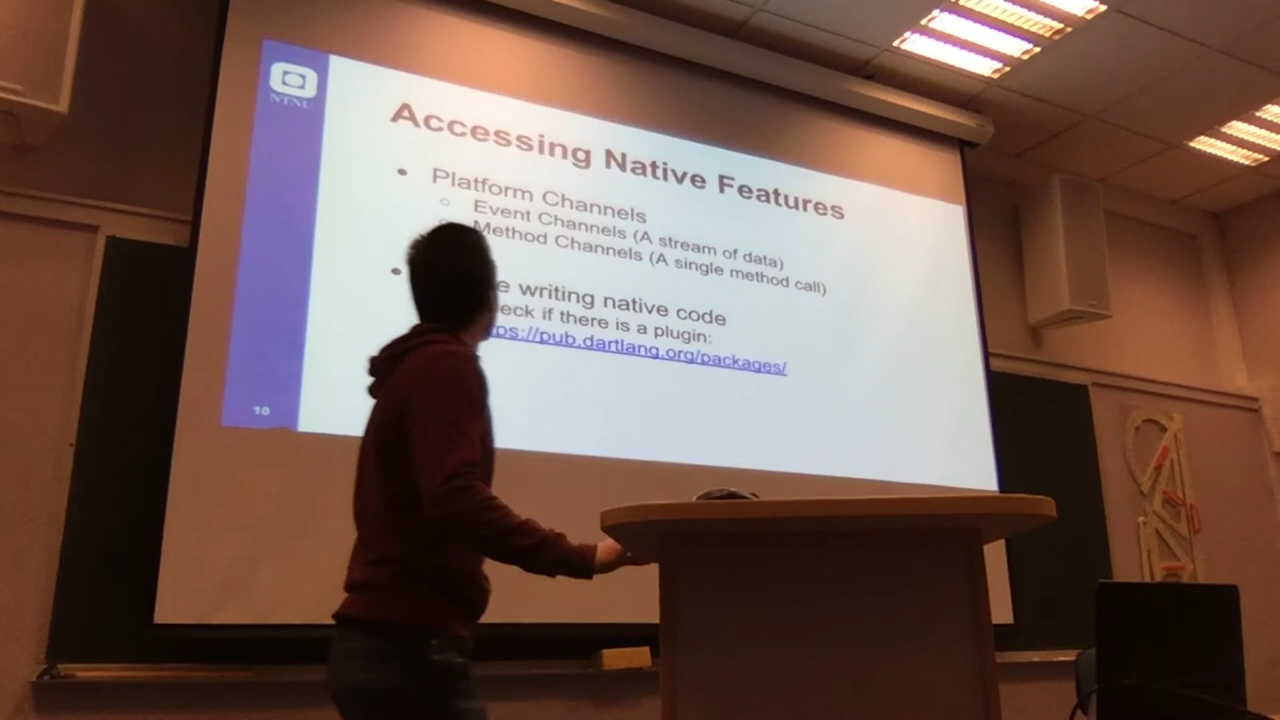 NTNU
Accessing Native Features
Platform Channels
Event Channels (A stream of data)
Method Channels (A single method call)
writing native code
if there is a plugin:
://pub.dartlang.org/packages/
10